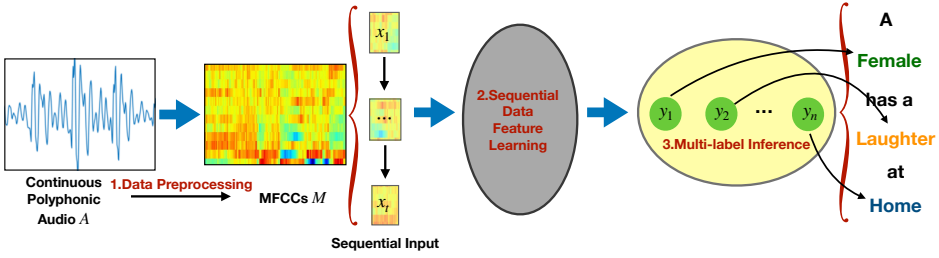 Continuous
Polyphonic
Audio A
1.Data Preprocessing
MFCCs M
x1
...
xt
Sequential Input
2.Sequential
Data
Feature
Learning
y1
y2
...
yn
3.Multi-label Inference
A
Female
has a
Laughter
at
Home